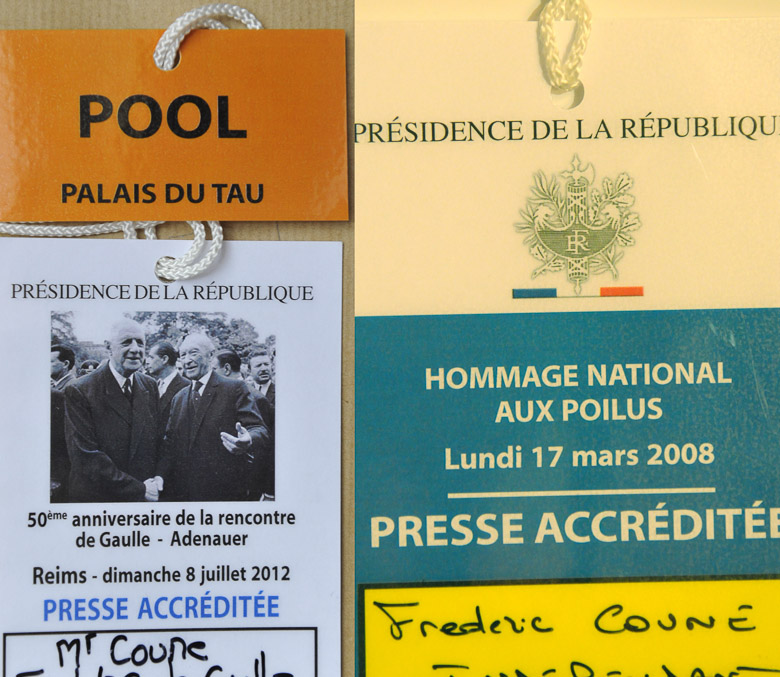 POOL
PALAIS DU TAU
PRÉSIDENCE DE LA RÉPUBLIQUE
50ème anniversaire de la rencontre
de Gaulle - Adenauer
Reims - dimanche 8 juillet 2012
PRESSE ACCRÉDITÉE
Mr Coune
PRÉSIDENCE DE LA RÉPUBLIQU
RF
HOMMAGE NATIONAL
AUX POILUS
Lundi 17 mars 2008
PRESSE ACCRÉDITÉE
Frederic COUNE